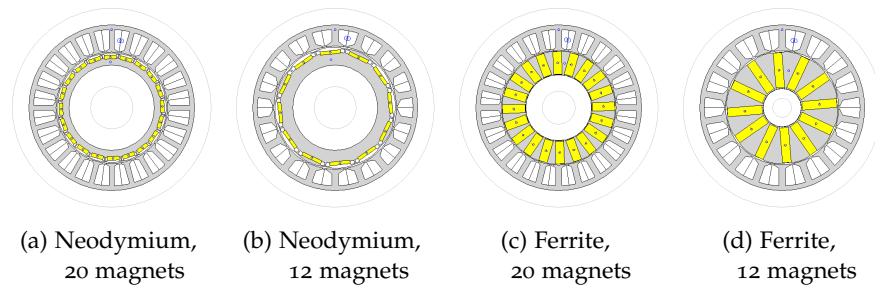 (a) Neodymium,
20 magnets
(b) Neodymium,
12 magnets
(c) Ferrite,
20 magnets
(d) Ferrite,
12 magnets